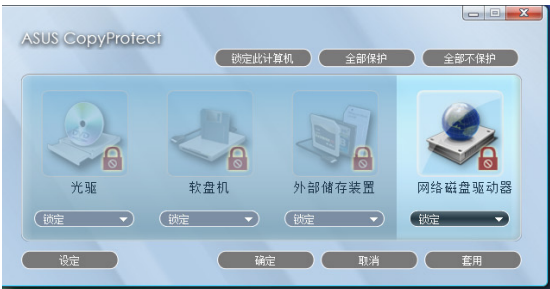 ASUS CopyProtect
锁定此计算机 全部保护 全部不保护
光驱 软盘机 外部储存装置 网络磁盘驱动器
锁定 锁定 锁定 锁定
设定 确定 取消 套用